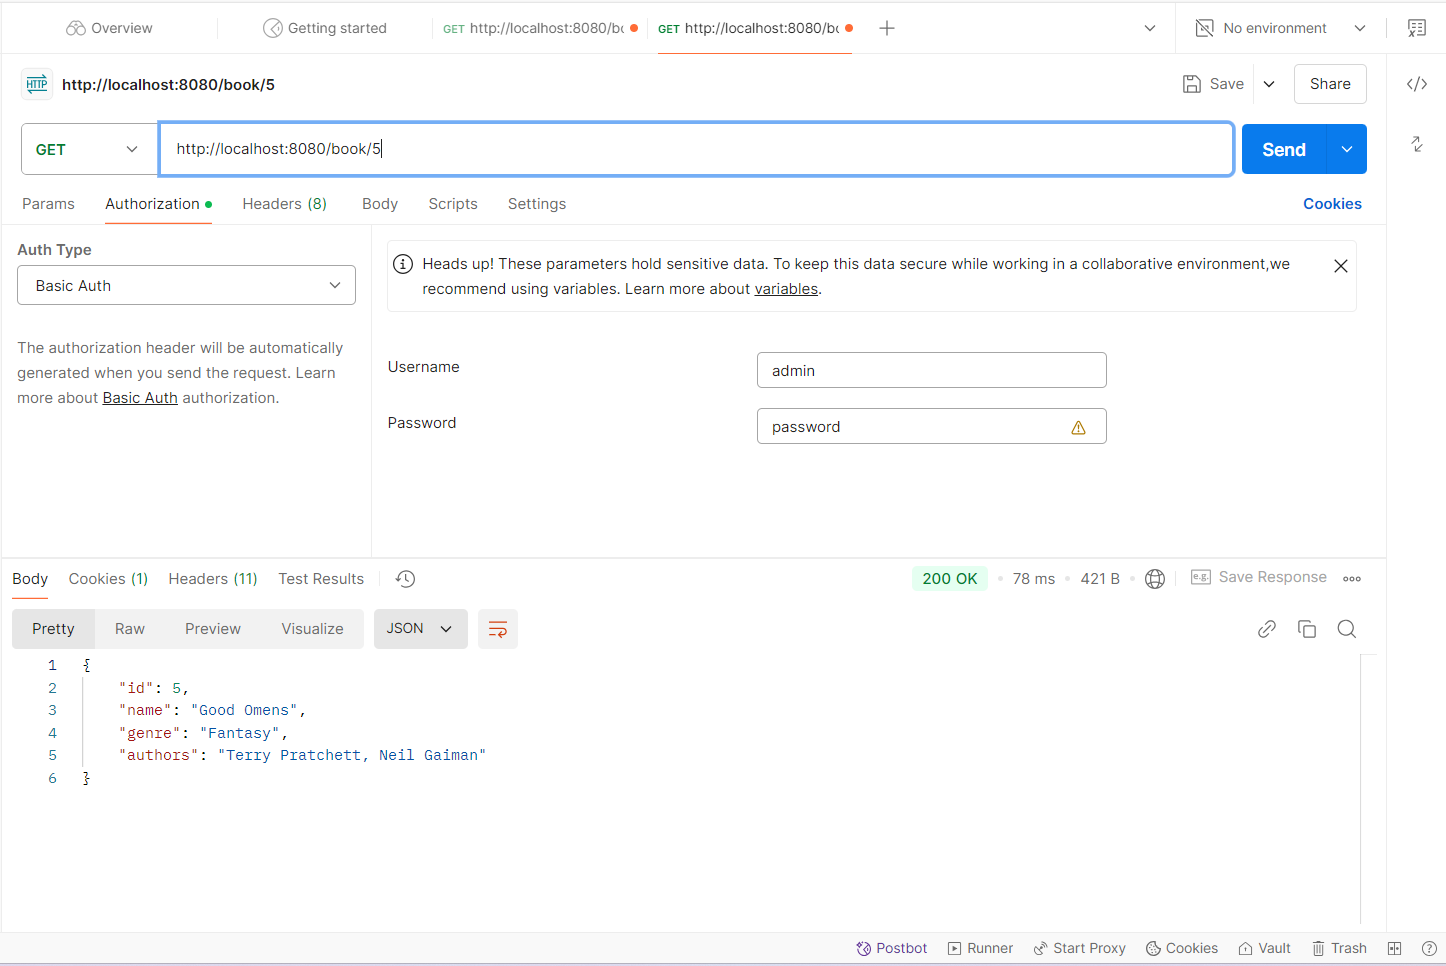 Overview
Getting started
GET http://localhost:8080/bo
GET http://localhost:8080/bo
No environment
HTTP http://localhost:8080/book/5
Save
Share
GET
http://localhost:8080/book/5
Send
Params
Authorization
Headers (8)
Body
Scripts
Settings
Cookies
Auth Type
Basic Auth
The authorization header will be automatically
generated when you send the request. Learn
more about Basic Auth authorization.
Heads up! These parameters hold sensitive data. To keep this data secure while working in a collaborative environment,we
recommend using variables. Learn more about variables.
Username
admin
Password
password
Body
Cookies (1)
Headers (11)
Test Results
200 OK
78 ms
421 B
e.g.
Save Response
Pretty
Raw
Preview
Visualize
JSON
1 {
2 "id": 5,
3 "name": "Good Omens",
4 "genre": "Fantasy",
5 "authors": "Terry Pratchett, Neil Gaiman"
6 }
Postbot
Runner
Start Proxy
Cookies
Vault
Trash